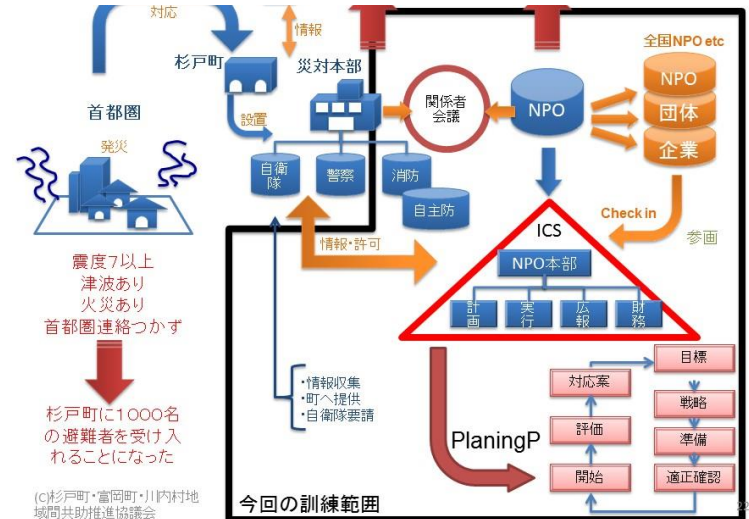 対応
情報
杉戸町
災対本部
設置
首都圏
発災
自衛
隊
警察
消防
自主防
関係者
会議
NPO
全国NPO etc
NPO
団体
企業
Check in
参画
情報・許可
ICS
NPO本部
計
画
実
行
広
報
財
務
震度7以上
津波あり
火災あり
首都圏連絡つかず
杉戸町に1000名
の避難者を受け入
れることになった
・情報収集
・町へ提供
・自衛隊要請
PlaningP
目標
戦略
準備
適正確認
対応案
評価
開始
今回の訓練範囲
(C)杉戸町・富岡町・川内村地
域間共助推進協議会